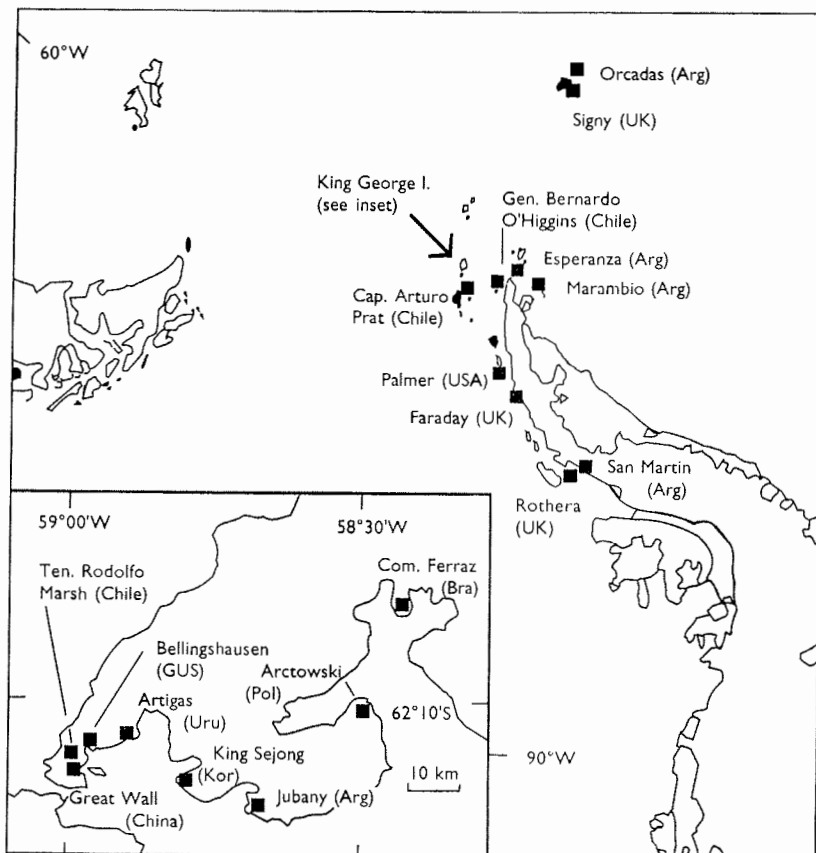 60°W
Orcadas (Arg)
Signy (UK)
King George I.
(see inset)
Gen. Bernardo
O'Higgins (Chile)
Esperanza (Arg)
Marambio (Arg)
Cap. Arturo
Prat (Chile)
Palmer (USA)
Faraday (UK)
San Martin
(Arg)
Rothera
(UK)
90°W
59°00'W
58°30'W
Ten. Rodolfo
Marsh (Chile)
Com. Ferraz
(Bra)
Bellingshausen
(GUS)
Arctowski
(Pol)
Artigas
(Uru)
62°10'S
King Sejong
(Kor)
10 km
Great Wall
(China)
Jubany (Arg)